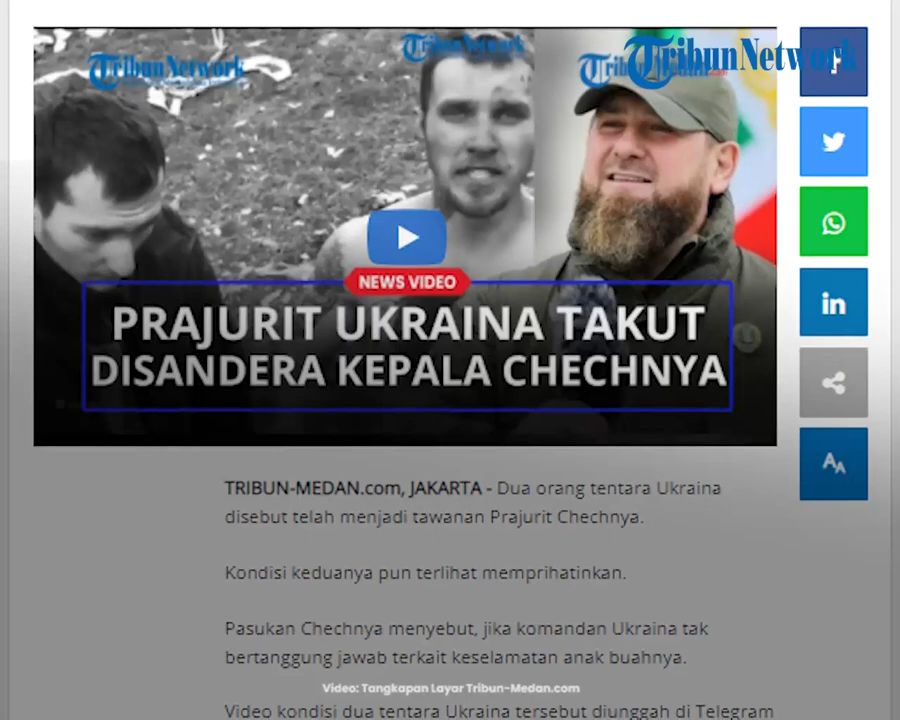 TribunNetwork
TribunNetwork
TribunNetwork
NEWS VIDEO
PRAJURIT UKRAINA TAKUT
DISANDERA KEPALA CHECHNYA
TRIBUN-MEDAN.com, JAKARTA - Dua orang tentara Ukraina
disebut telah menjadi tawanan Prajurit Chechnya.
Kondisi keduanya pun terlihat memprihatinkan.
Pasukan Chechnya menyebut, jika komandan Ukraina tak
bertanggung jawab terkait keselamatan anak buahnya.
Video: Tangkapan Layar Tribun-Medan.com
Video kondisi dua tentara Ukraina tersebut diunggah di Telegram